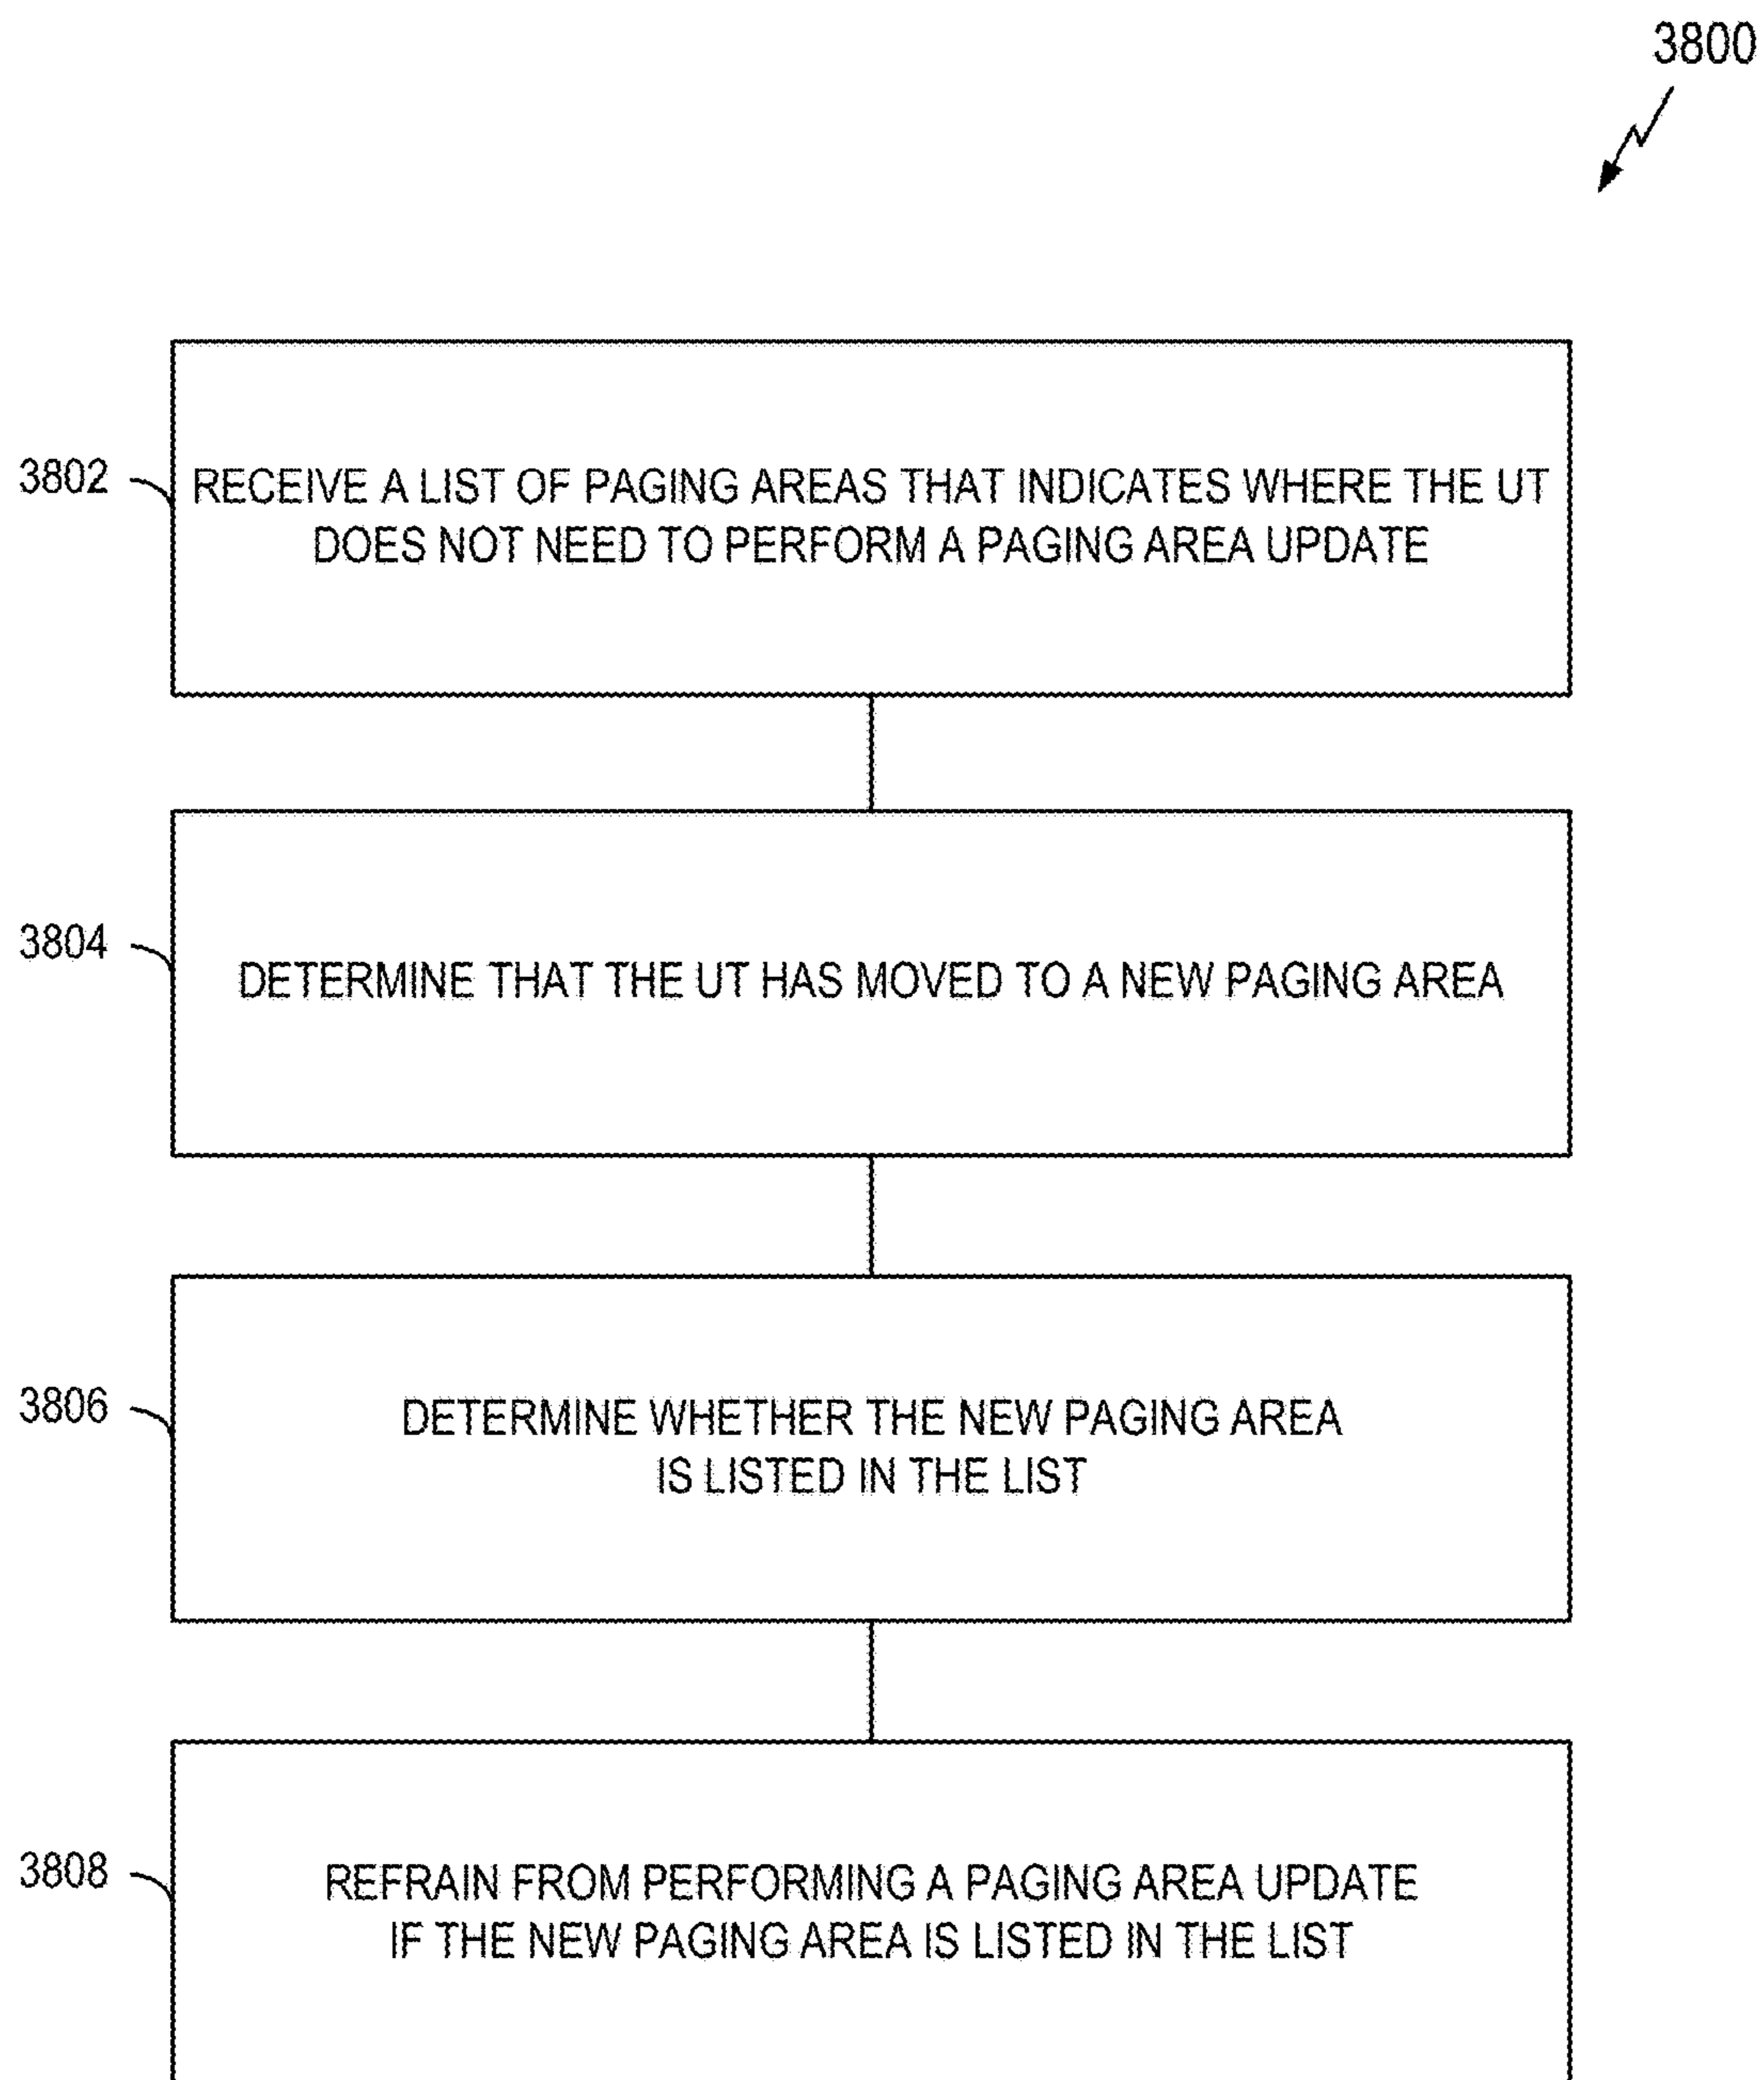 3800
3802
RECEIVE A LIST OF PAGING AREAS THAT INDICATES WHERE THE UT
DOES NOT NEED TO PERFORM A PAGING AREA UPDATE
3804
DETERMINE THAT THE UT HAS MOVED TO A NEW PAGING AREA
3806
DETERMINE WHETHER THE NEW PAGING AREA
IS LISTED IN THE LIST
3808
REFRAIN FROM PERFORMING A PAGING AREA UPDATE
IF THE NEW PAGING AREA IS LISTED IN THE LIST